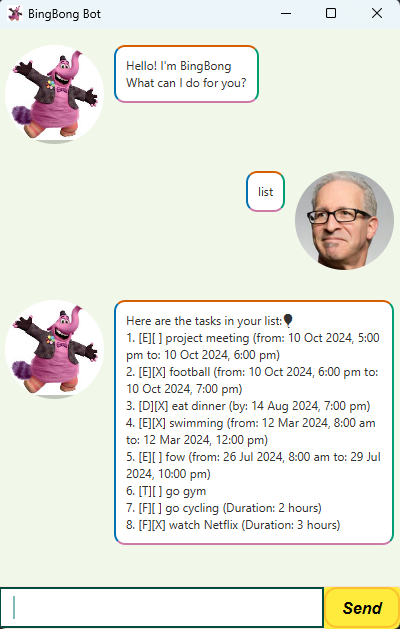 BingBong Bot
Hello! I'm BingBong
What can I do for you?
list
Here are the tasks in your list:
1. [E][ ] project meeting (from: 10 Oct 2024, 5:00
pm to: 10 Oct 2024, 6:00 pm)
2. [E][X] football (from: 10 Oct 2024, 6:00 pm to:
10 Oct 2024, 7:00 pm)
3. [D][X] eat dinner (by: 14 Aug 2024, 7:00 pm)
4. [E][X] swimming (from: 12 Mar 2024, 8:00 am
to: 12 Mar 2024, 12:00 pm)
5. [E][ ] fow (from: 26 Jul 2024, 8:00 am to: 29 Jul
2024, 10:00 pm)
6. [T][ ] go gym
7. [F][ ] go cycling (Duration: 2 hours)
8. [F][X] watch Netflix (Duration: 3 hours)
Send